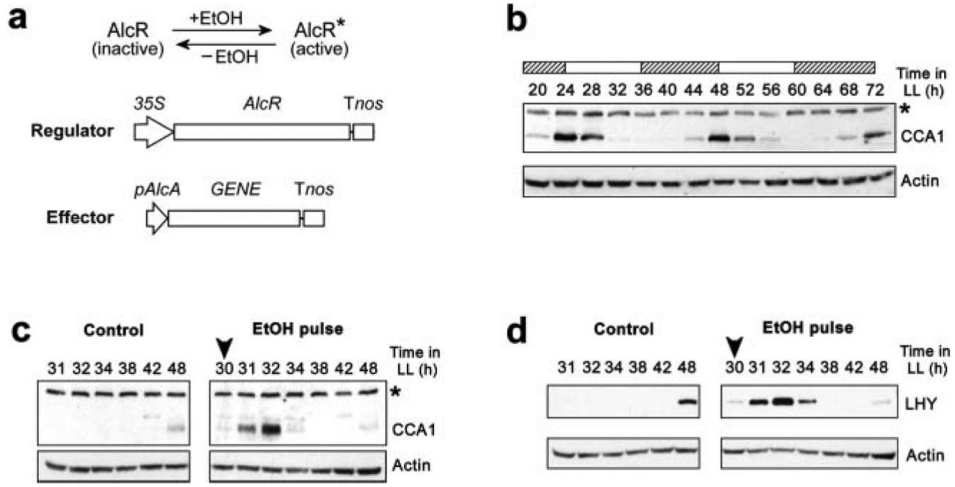 a
AlcR +EtOH AlcR*
(inactive) −EtOH (active)
35S AlcR Tnos
Regulator
pAlcA GENE Tnos
Effector
b
Time in
20 24 28 32 36 40 44 48 52 56 60 64 68 72 LL (h)
*
CCA1
Actin
c
Control EtOH pulse
Time in
31 32 34 38 42 48 30 31 32 34 38 42 48 LL (h)
*
CCA1
Actin
d
Control EtOH pulse
Time in
31 32 34 38 42 48 30 31 32 34 38 42 48 LL (h)
LHY
Actin